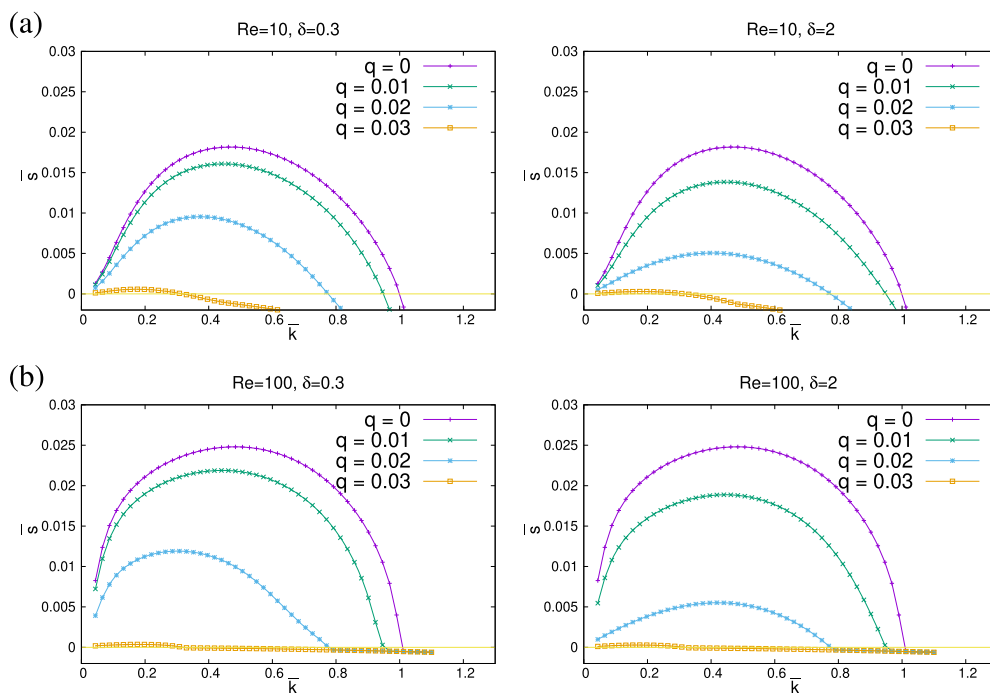 (a)
Re=10, δ=0.3
0.03
0.025
0.02
0.015
0.01
0.005
0
s̅
q = 0
q = 0.01
q = 0.02
q = 0.03
0 0.2 0.4 0.6 0.8 1 1.2
k̅
Re=10, δ=2
0.03
0.025
0.02
0.015
0.01
0.005
0
s̅
q = 0
q = 0.01
q = 0.02
q = 0.03
0 0.2 0.4 0.6 0.8 1 1.2
k̅
(b)
Re=100, δ=0.3
0.03
0.025
0.02
0.015
0.01
0.005
0
s̅
q = 0
q = 0.01
q = 0.02
q = 0.03
0 0.2 0.4 0.6 0.8 1 1.2
k̅
Re=100, δ=2
0.03
0.025
0.02
0.015
0.01
0.005
0
s̅
q = 0
q = 0.01
q = 0.02
q = 0.03
0 0.2 0.4 0.6 0.8 1 1.2
k̅